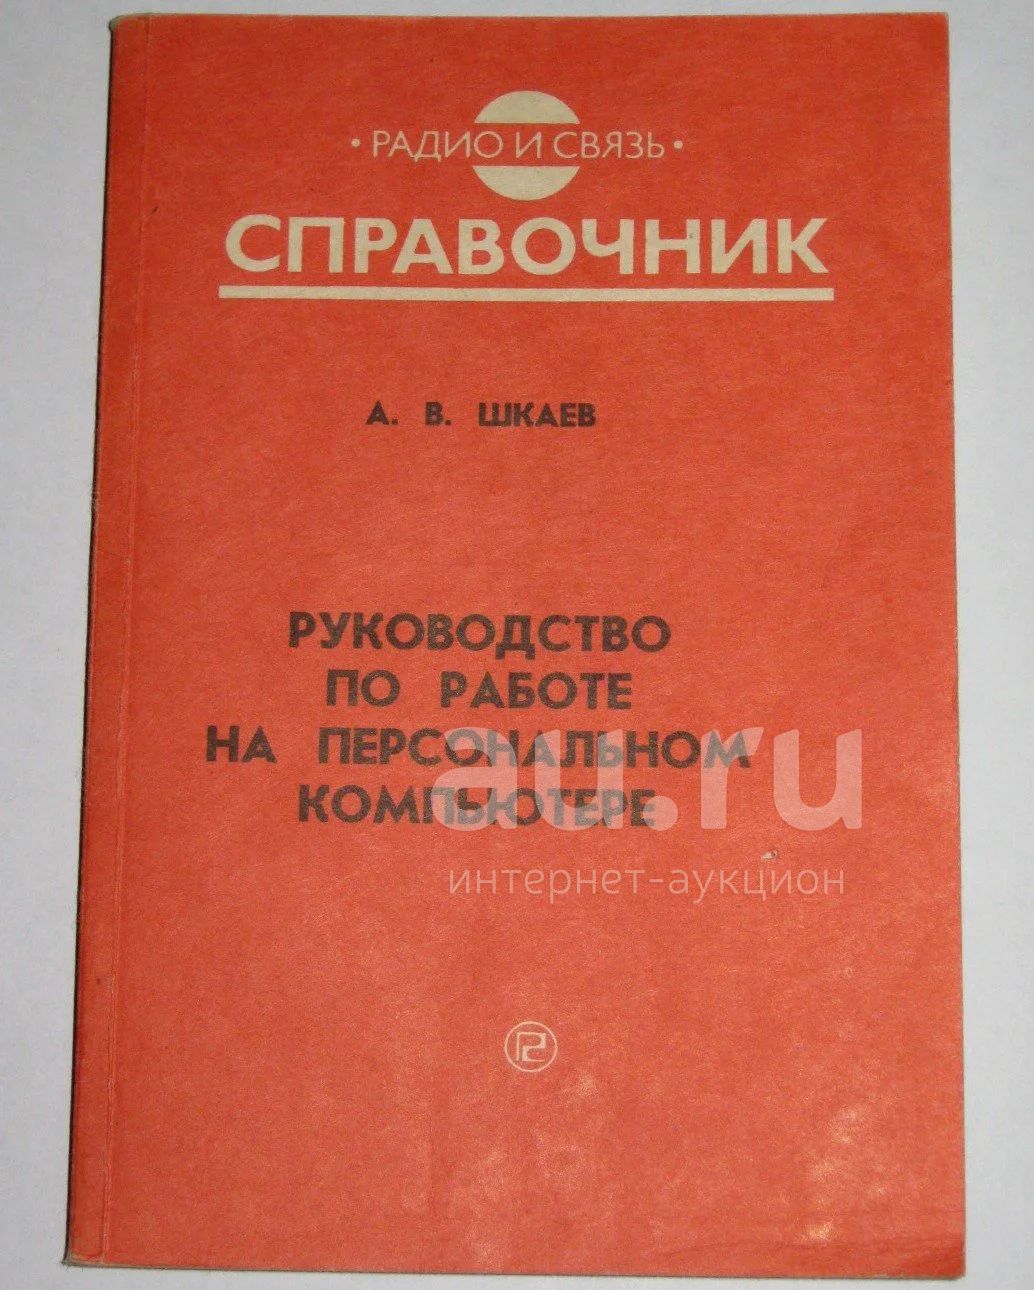 • РАДИО И СВЯЗЬ •
СПРАВОЧНИК
А. В. ШКАЕВ
РУКОВОДСТВО
ПО РАБОТЕ
НА ПЕРСОНАЛЬНОМ
КОМПЬЮТЕРЕ
au.ru
интернет-аукцион